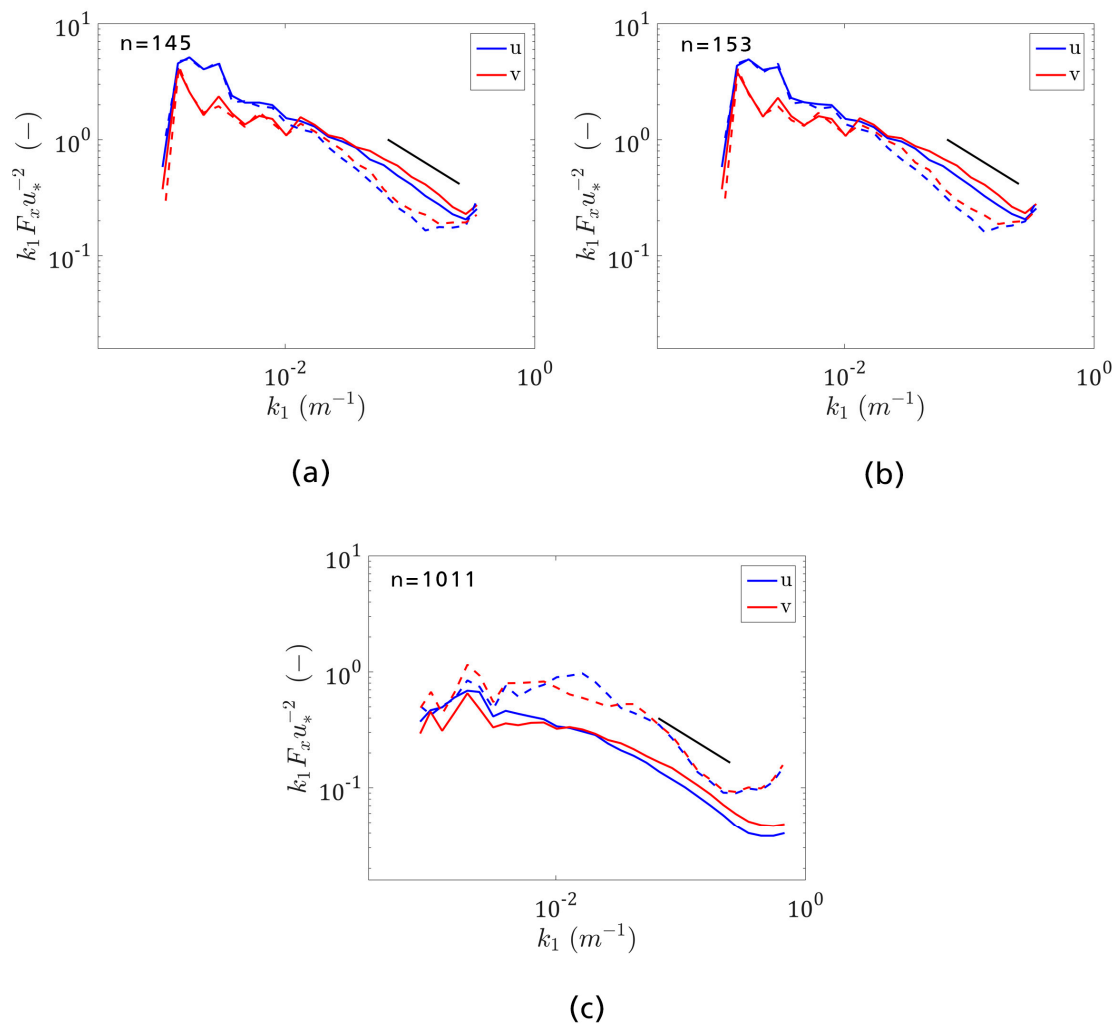 n=145
u
v
10^1
10^0
10^{-1}
k_1 F_x u_*^{-2} (−)
10^{-2}
10^0
k_1 (m^{-1})
(a)
n=153
u
v
10^1
10^0
10^{-1}
k_1 F_x u_*^{-2} (−)
10^{-2}
10^0
k_1 (m^{-1})
(b)
n=1011
u
v
10^1
10^0
10^{-1}
k_1 F_x u_*^{-2} (−)
10^{-2}
10^0
k_1 (m^{-1})
(c)